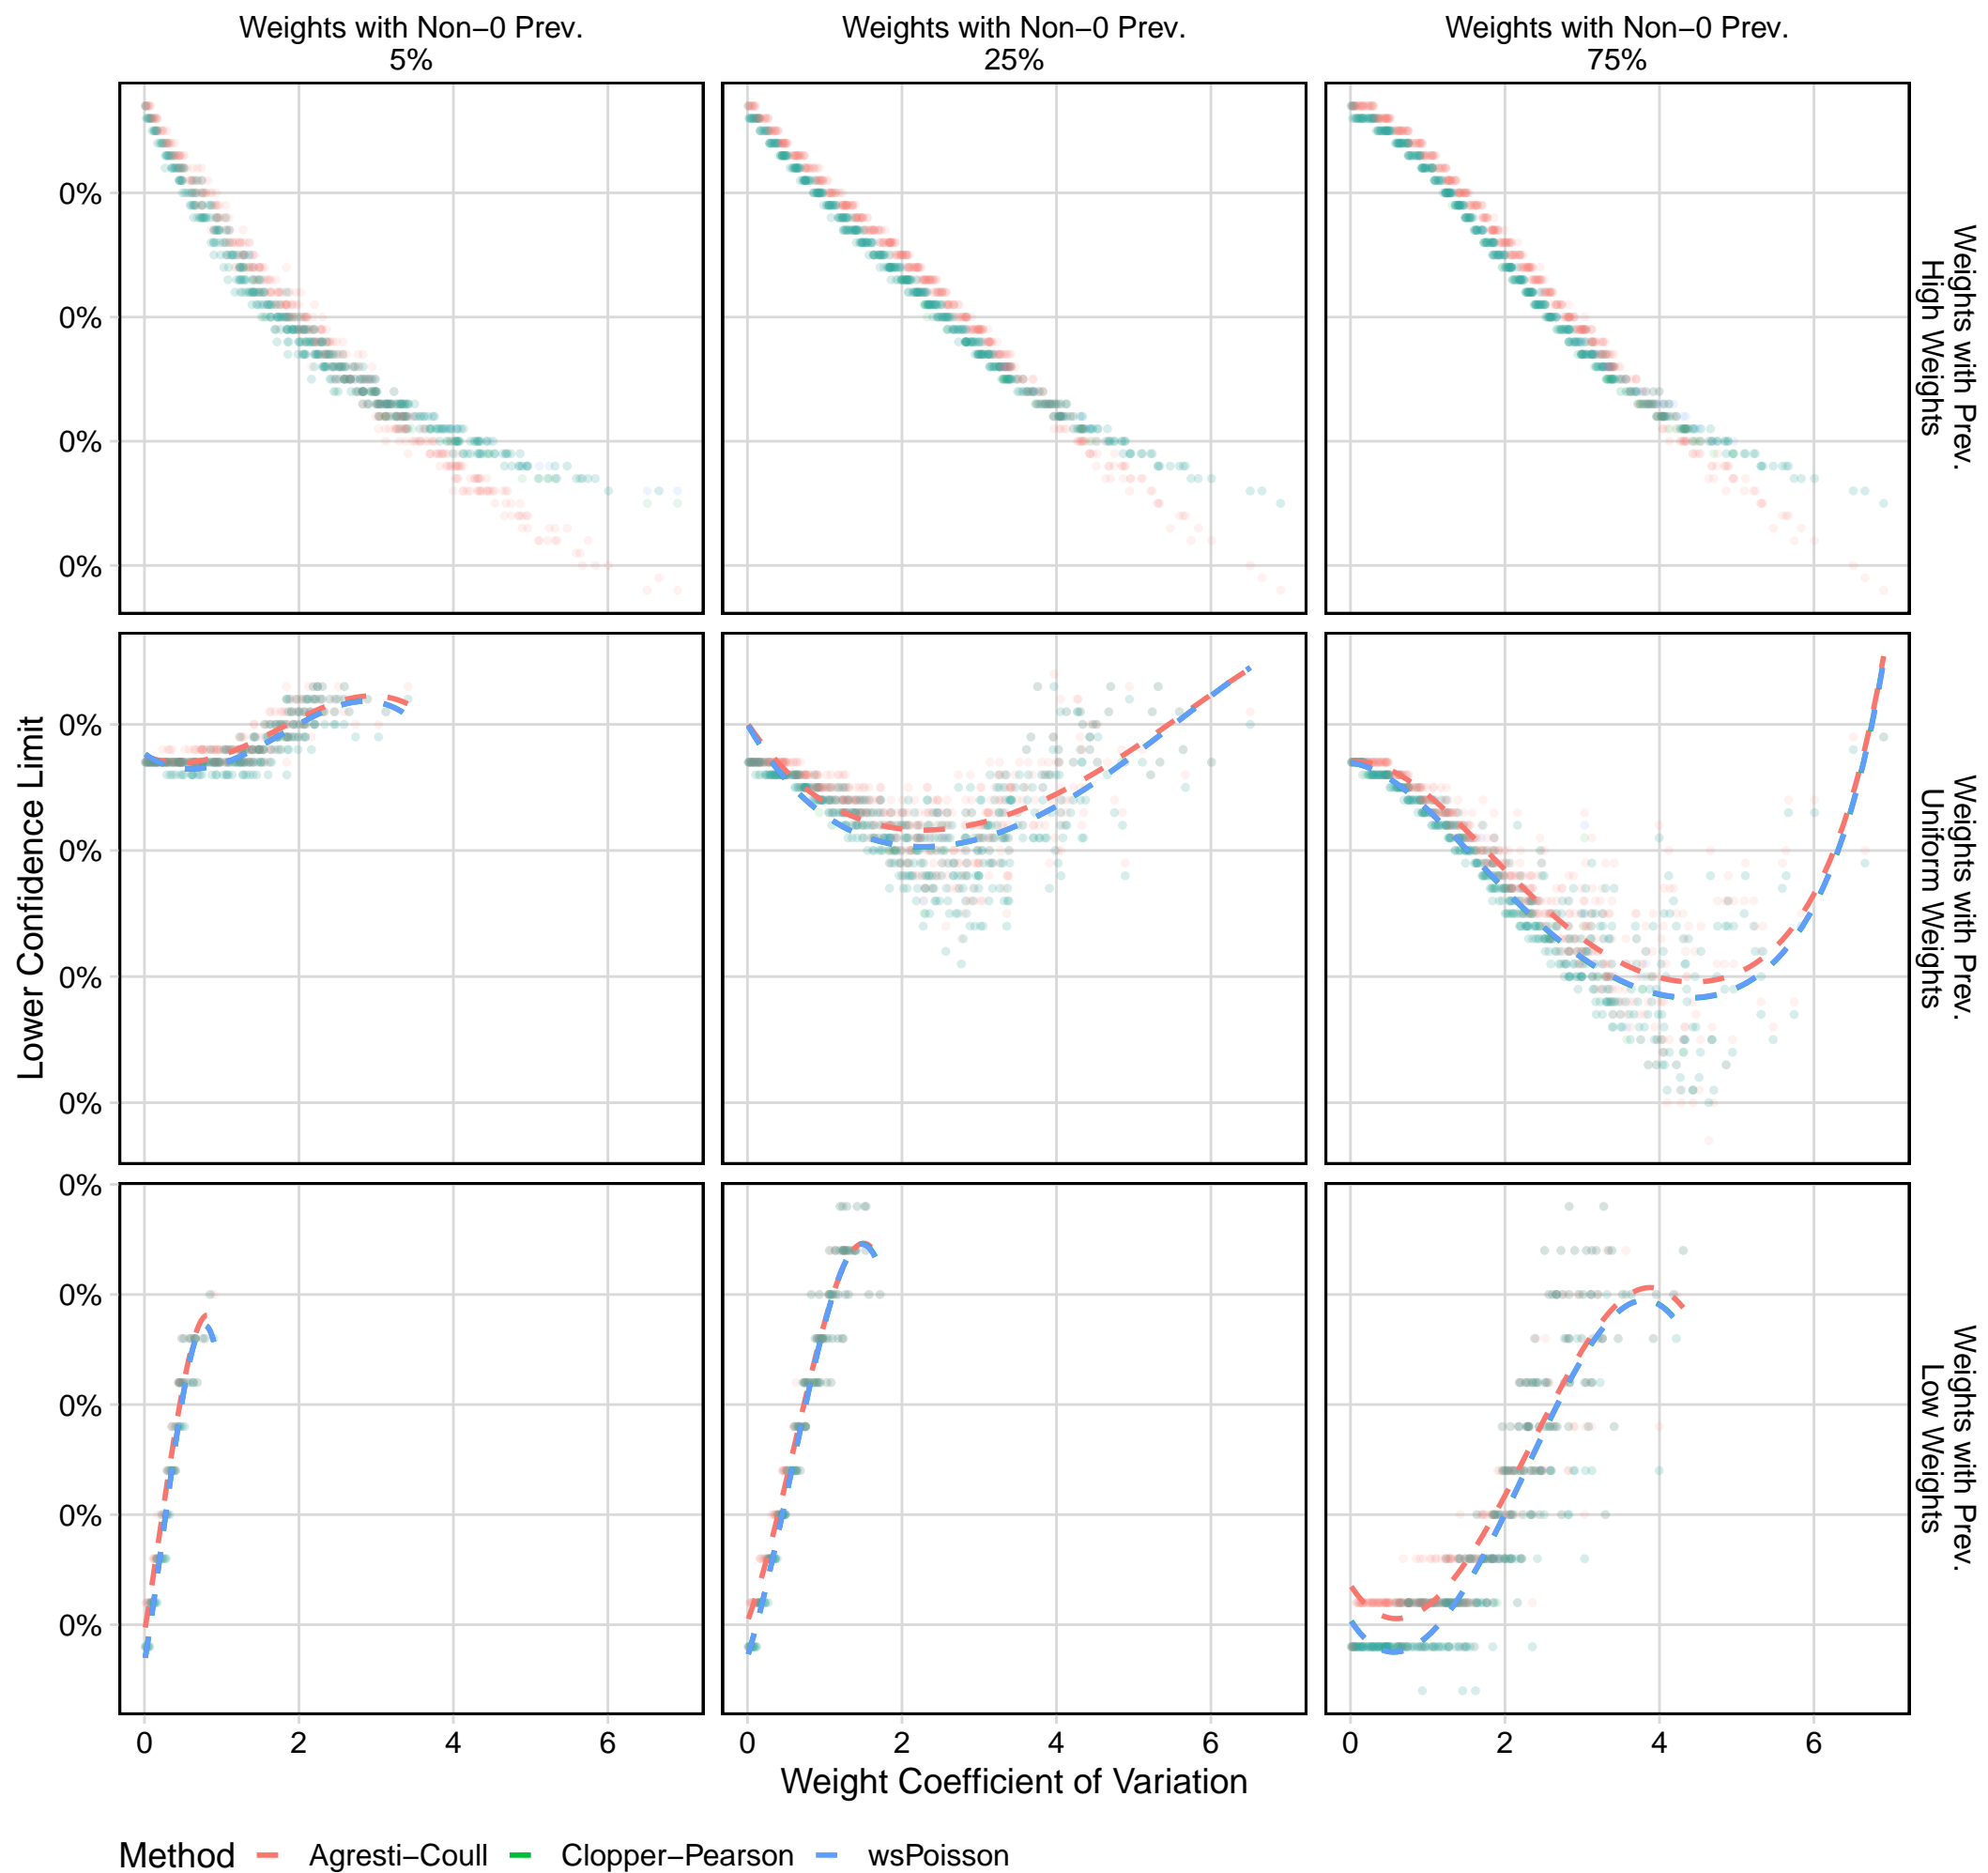 Weights with Non−0 Prev.
5%
Weights with Non−0 Prev.
25%
Weights with Non−0 Prev.
75%
0%
0%
0%
0%
Weights with Prev.
High Weights
Lower Confidence Limit
0%
0%
0%
0%
Weights with Prev.
Uniform Weights
0%
0%
0%
0%
0%
Weights with Prev.
Low Weights
0 2 4 6
0 2 4 6
0 2 4 6
Weight Coefficient of Variation
Method Agresti−Coull Clopper−Pearson wsPoisson